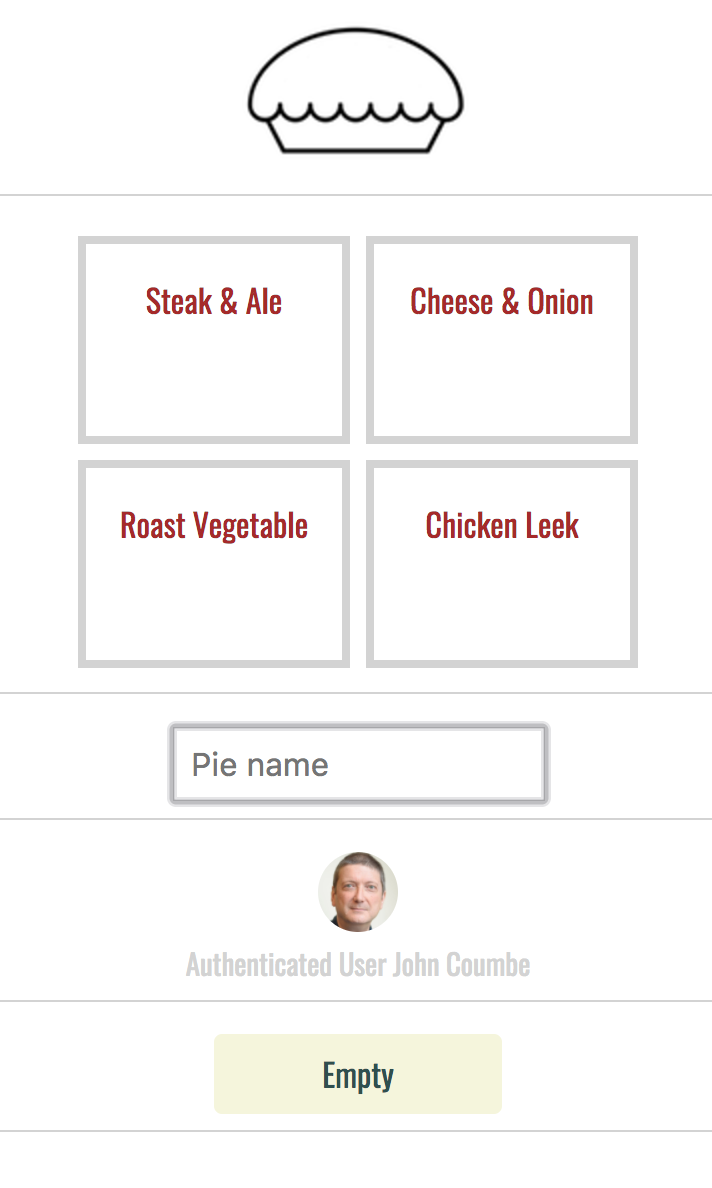 Steak & Ale
Cheese & Onion
Roast Vegetable
Chicken Leek
Pie name
Authenticated User John Coumbe
Empty